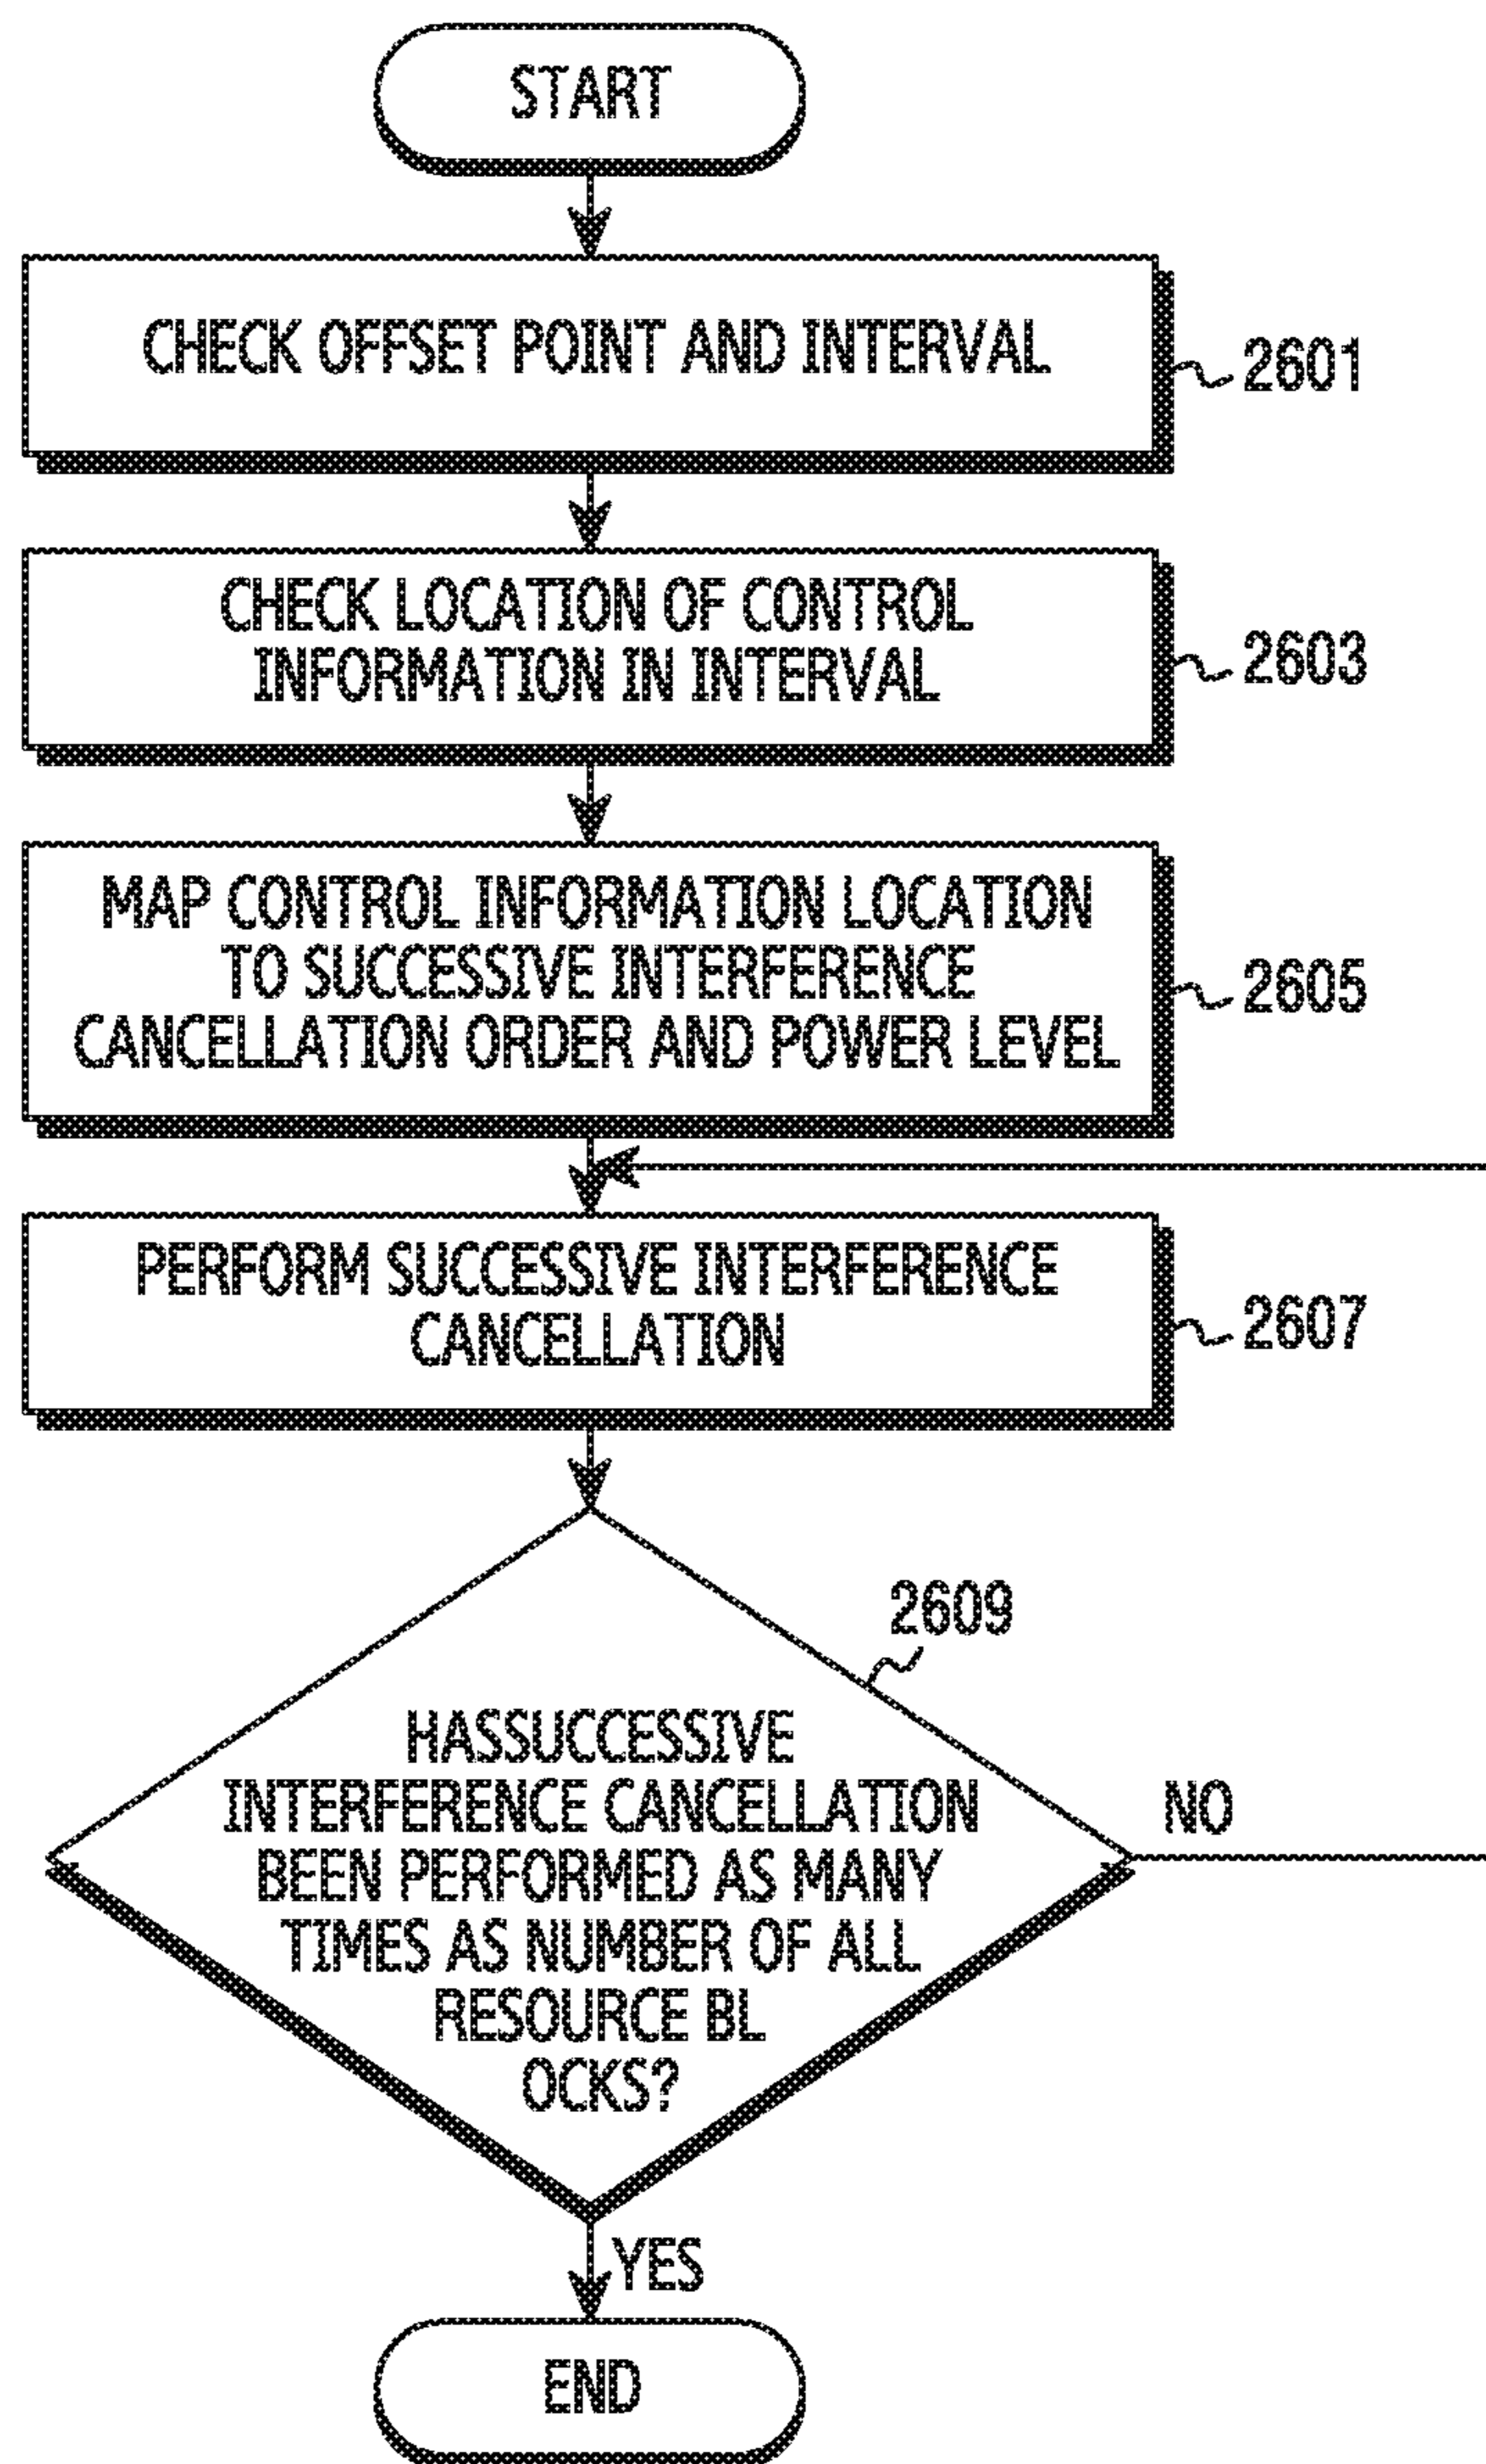 START
CHECK OFFSET POINT AND INTERVAL
2601
CHECK LOCATION OF CONTROL
INFORMATION IN INTERVAL
2603
MAP CONTROL INFORMATION LOCATION
TO SUCCESSIVE INTERFERENCE
CANCELLATION ORDER AND POWER LEVEL
2605
PERFORM SUCCESSIVE INTERFERENCE
CANCELLATION
2607
2609
HASSUCCESSIVE
INTERFERENCE CANCELLATION
BEEN PERFORMED AS MANY
TIMES AS NUMBER OF ALL
RESOURCE BL
OCKS?
NO
YES
END